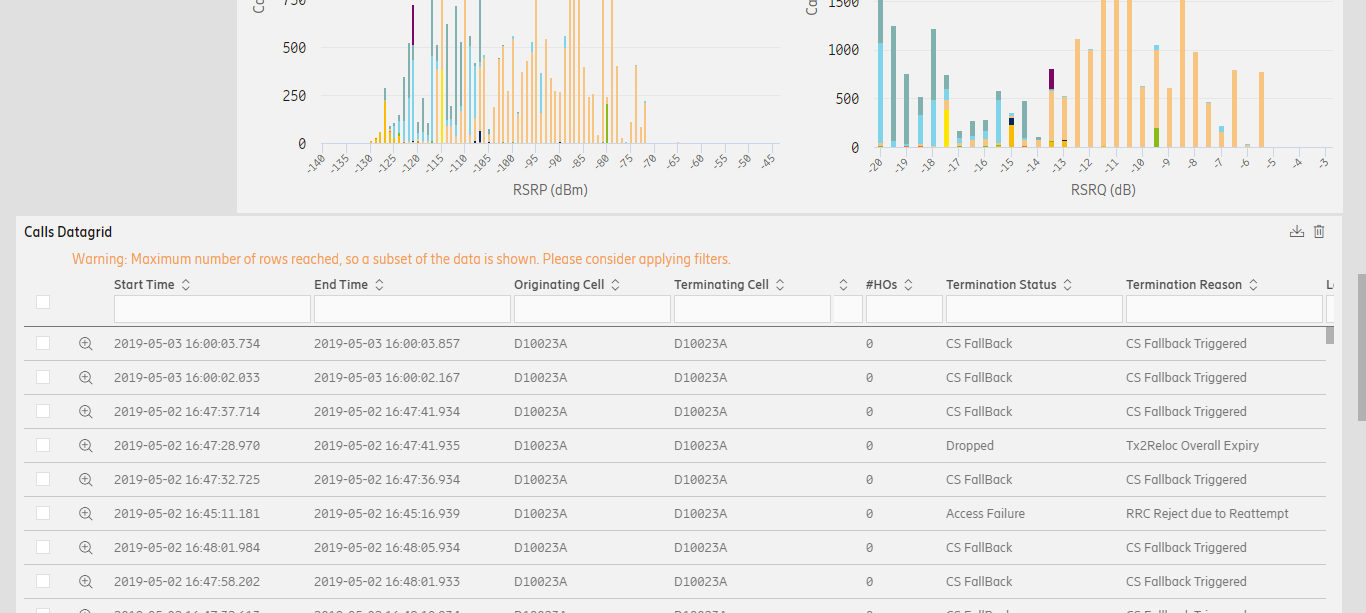 750
500
250
0
-140 -135 -130 -125 -120 -115 -110 -105 -100 -95 -90 -85 -80 -75 -70 -65 -60 -55 -50 -45
RSRP (dBm)
1500
1000
500
0
-20 -19 -18 -17 -16 -15 -14 -13 -12 -11 -10 -9 -8 -7 -6 -5 -4 -3
RSRQ (dB)
Calls Datagrid
Warning: Maximum number of rows reached, so a subset of the data is shown. Please consider applying filters.
Start Time End Time Originating Cell Terminating Cell #HOs Termination Status Termination Reason
2019-05-03 16:00:03.734 2019-05-03 16:00:03.857 D10023A D10023A 0 CS FallBack CS Fallback Triggered
2019-05-03 16:00:02.033 2019-05-03 16:00:02.167 D10023A D10023A 0 CS FallBack CS Fallback Triggered
2019-05-02 16:47:37.714 2019-05-02 16:47:41.934 D10023A D10023A 0 CS FallBack CS Fallback Triggered
2019-05-02 16:47:28.970 2019-05-02 16:47:41.935 D10023A D10023A 0 Dropped Tx2Reloc Overall Expiry
2019-05-02 16:47:32.725 2019-05-02 16:47:36.934 D10023A D10023A 0 CS FallBack CS Fallback Triggered
2019-05-02 16:45:11.181 2019-05-02 16:45:16.939 D10023A D10023A 0 Access Failure RRC Reject due to Reattempt
2019-05-02 16:48:01.984 2019-05-02 16:48:05.934 D10023A D10023A 0 CS FallBack CS Fallback Triggered
2019-05-02 16:47:58.202 2019-05-02 16:48:01.933 D10023A D10023A 0 CS FallBack CS Fallback Triggered